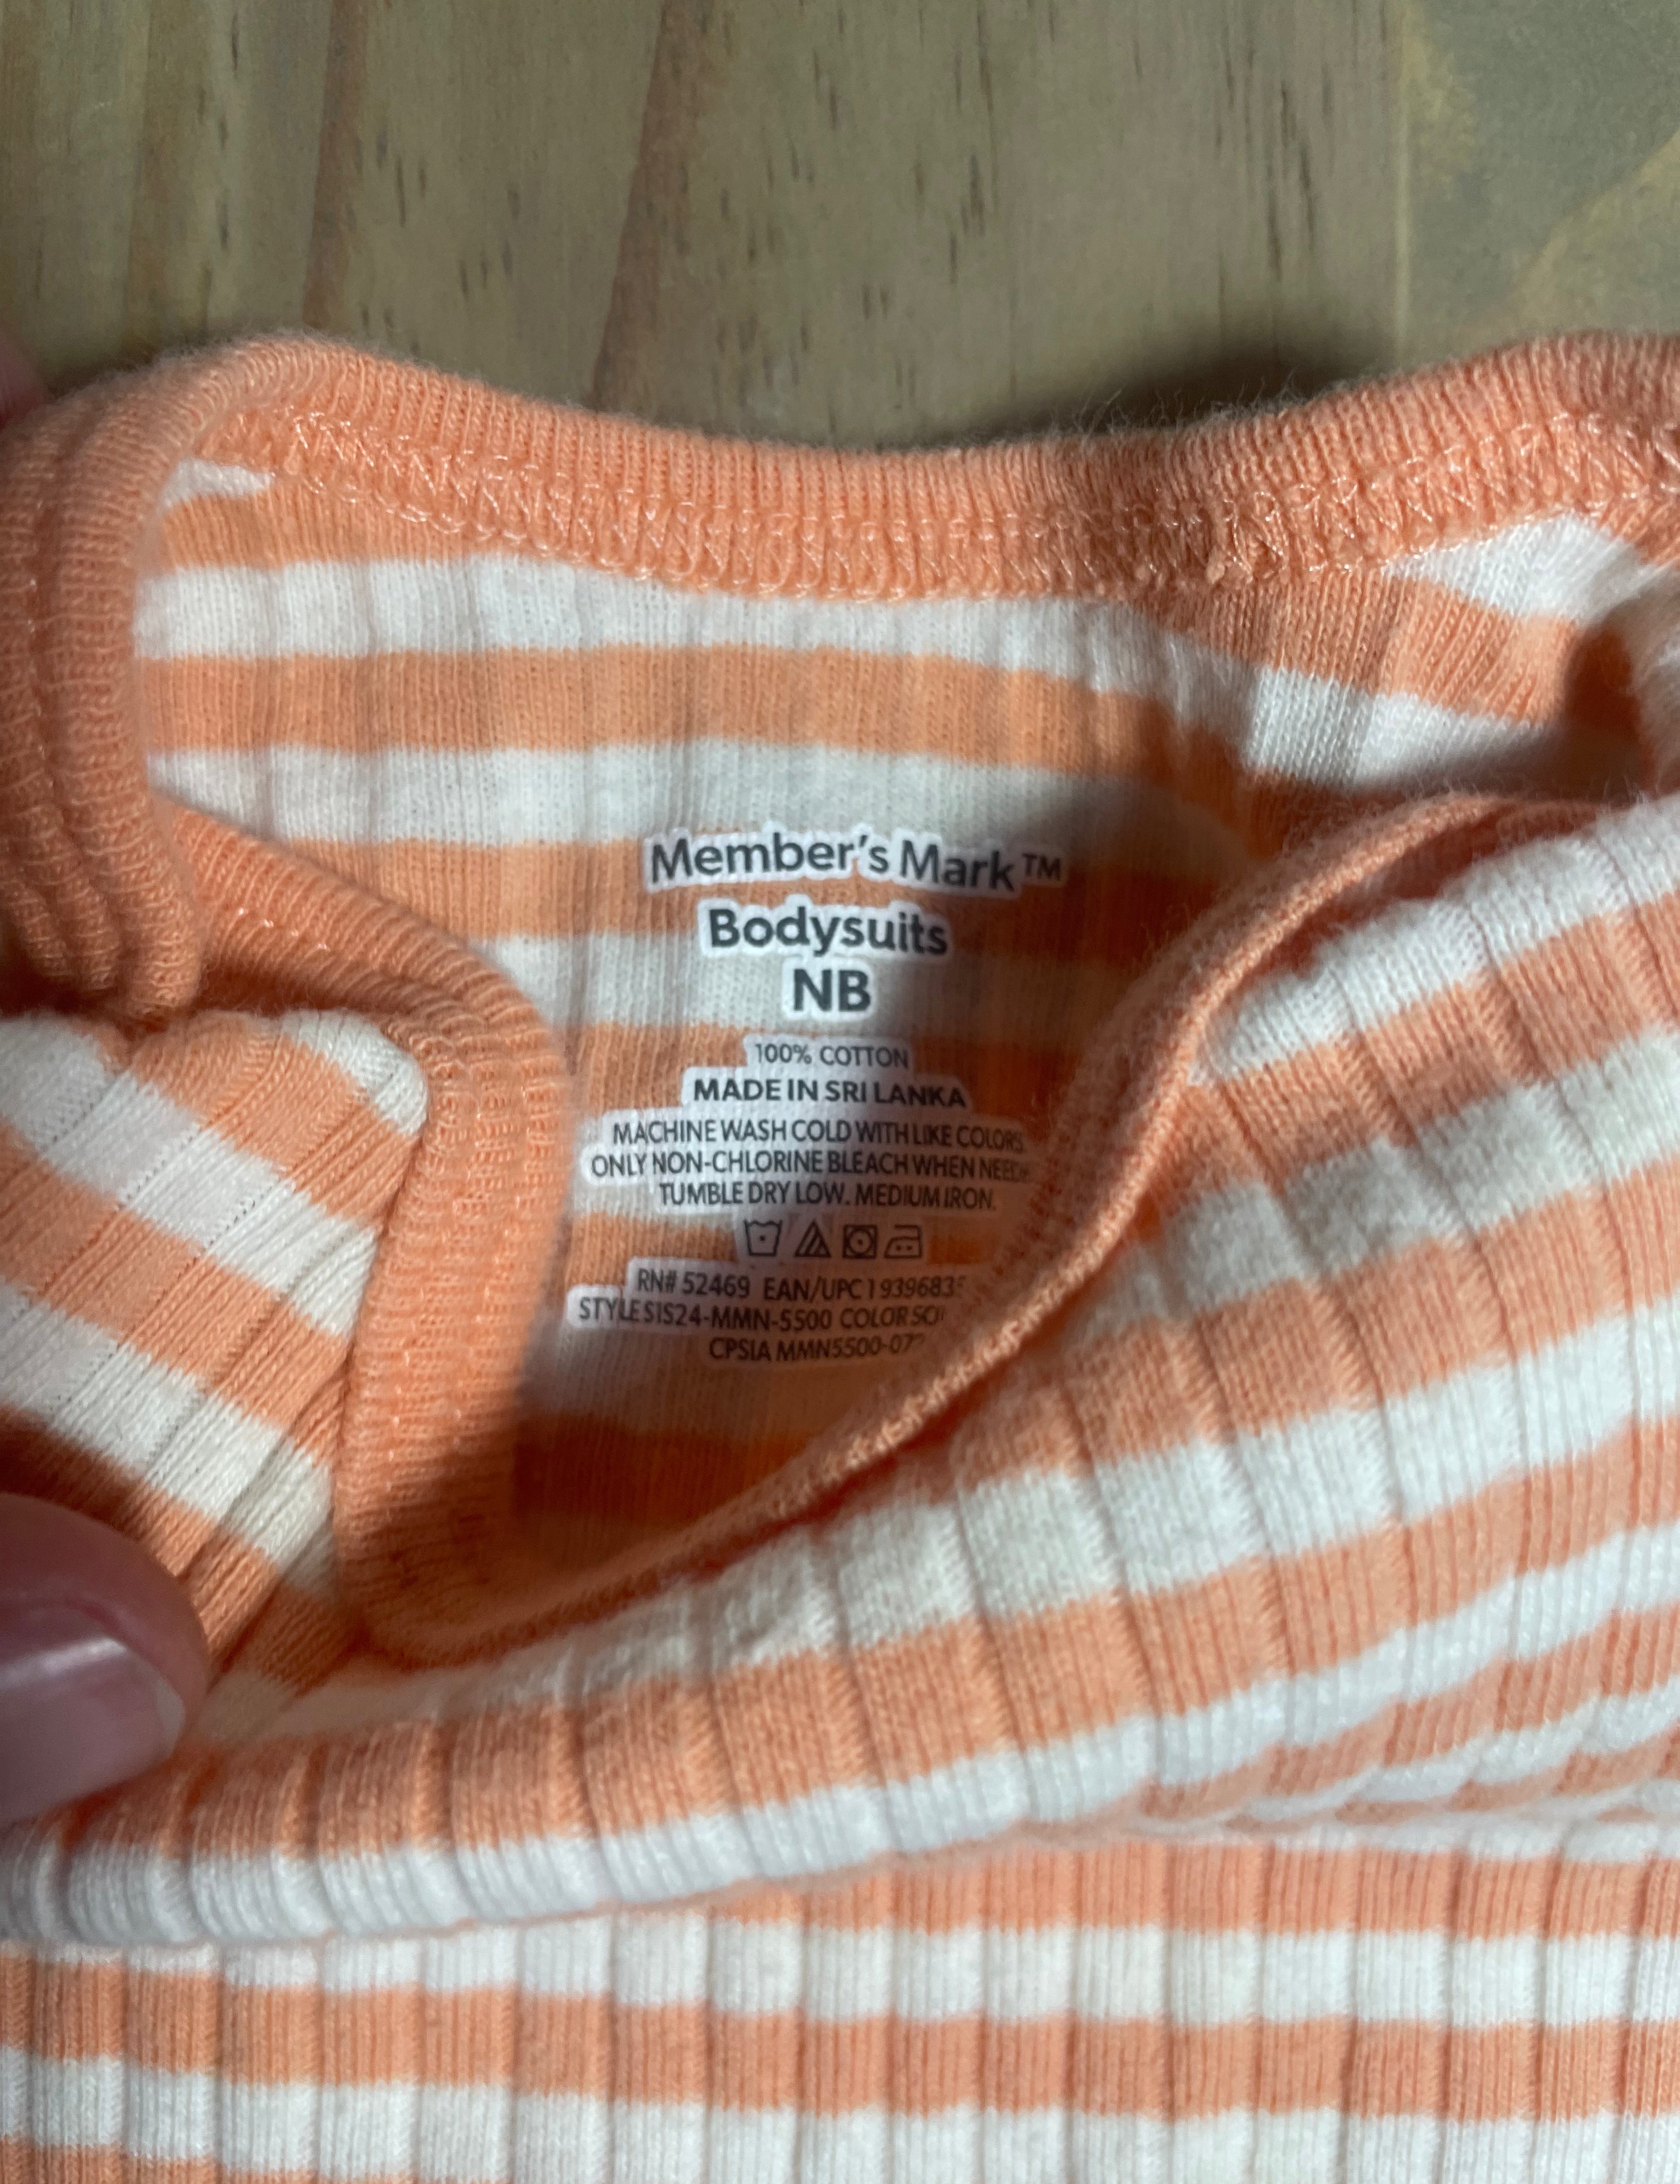 Member's Mark™
Bodysuits
NB
100% COTTON
MADE IN SRI LANKA
MACHINE WASH COLD WITH LIKE COLORS.
ONLY NON-CHLORINE BLEACH WHEN
TUMBLE DRY LOW. MEDIUM IRON.
RN# 52469 EAN/UPC
STYLE SIS24-MMN-5500 COLOR
CPSIA